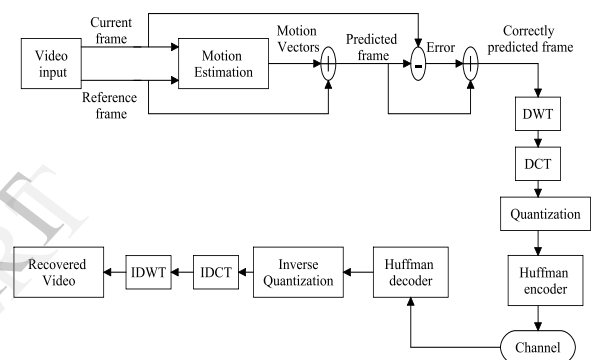 Current
frame
Video
input
Reference
frame
Motion
Estimation
Motion
Vectors
Predicted
frame
-
Error
Correctly
predicted frame
DWT
DCT
Quantization
Huffman
encoder
Channel
Huffman
decoder
Inverse
Quantization
IDCT
IDWT
Recovered
Video